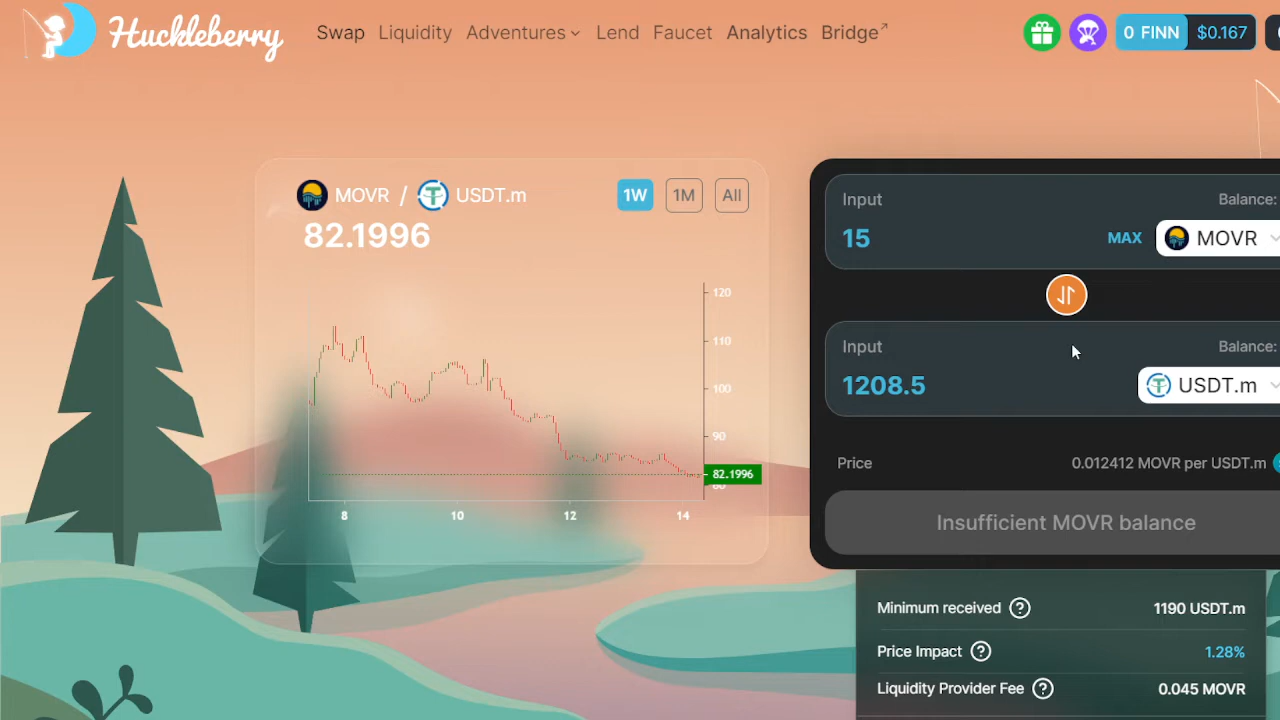 Huckleberry
Swap Liquidity Adventures Lend Faucet Analytics Bridge
0 FINN $0.167
MOVR / USDT.m
1W 1M All
82.1996
120
110
100
90
82.1996
8 10 12 14
Input Balance:
15 MAX MOVR
Input Balance:
1208.5 USDT.m
Price 0.012412 MOVR per USDT.m
Insufficient MOVR balance
Minimum received ? 1190 USDT.m
Price Impact ? 1.28%
Liquidity Provider Fee ? 0.045 MOVR